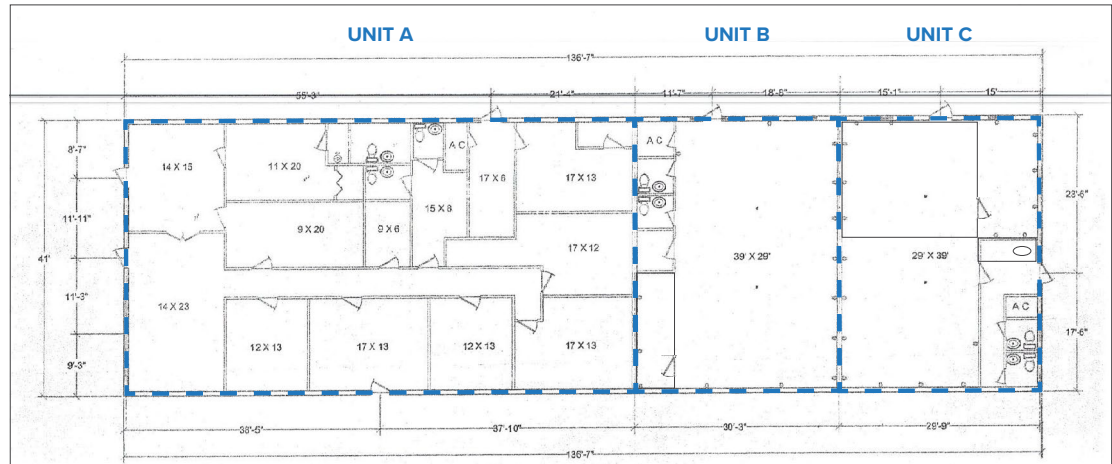 UNIT A UNIT B UNIT C
136'-7"
21'-4" 11'-7" 18'-8" 15'-1" 15'
8'-7"
11'-11"
41'
11'-3"
9'-3"
14 X 15
11 X 20
A C
17 X 6
17 X 13
15 X 8
9 X 20
9 X 6
17 X 12
14 X 23
12 X 13
17 X 13
12 X 13
17 X 13
A C
39' X 29'
29' X 39'
A C
23'-6"
17'-6"
38'-5" 37'-10" 30'-3" 29'-9"
136'-7"